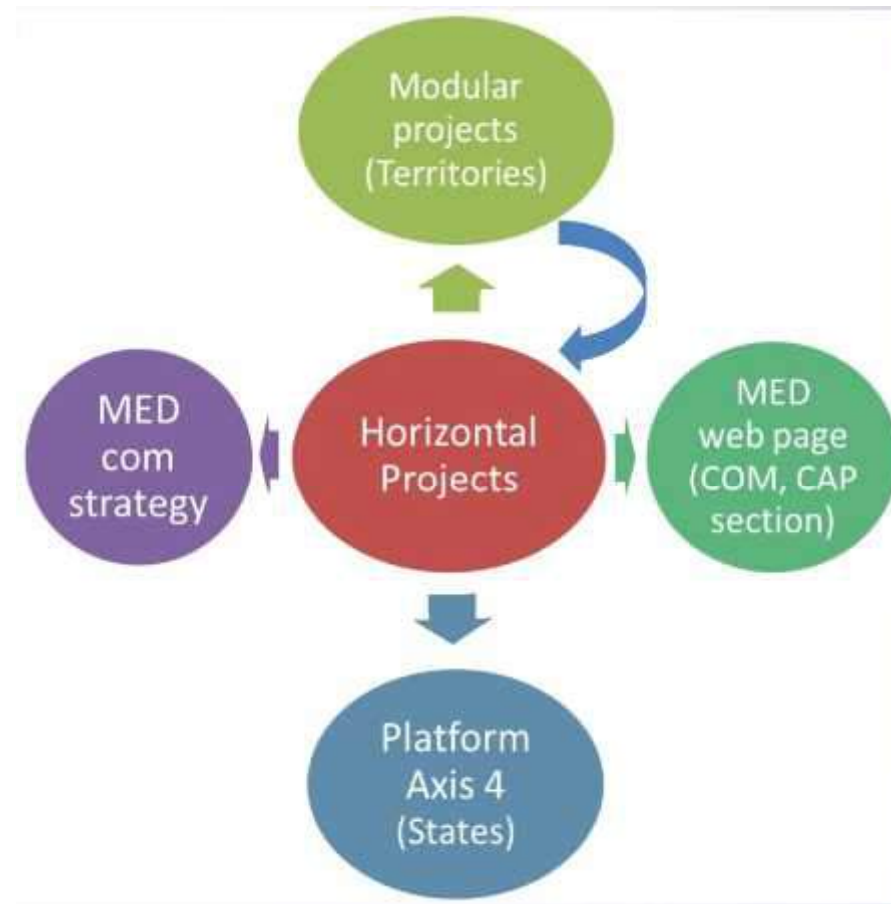 Modular
projects
(Territories)
MED
com
strategy
Horizontal
Projects
MED
web page
(COM, CAP
section)
Platform
Axis 4
(States)